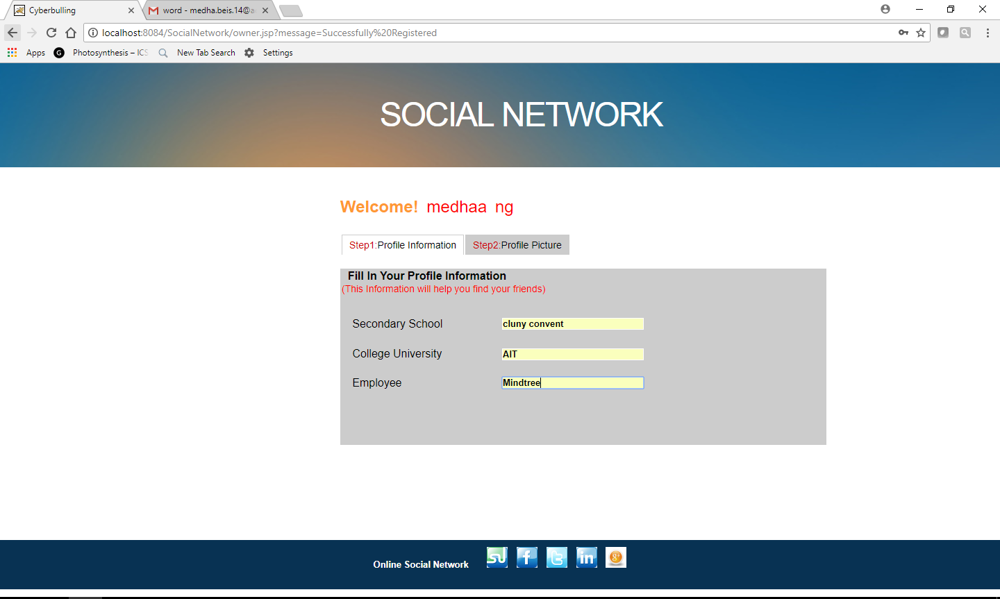 Cyberbulling
word - medha.beis.14@a
localhost:8084/SocialNetwork/owner.jsp?message=Successfully%20Registered
Apps G Photosynthesis – ICS New Tab Search Settings
SOCIAL NETWORK
Welcome! medhaa ng
Step1:Profile Information Step2:Profile Picture
Fill In Your Profile Information
(This Information will help you find your friends)
Secondary School cluny convent
College University AIT
Employee Mindtree
Online Social Network